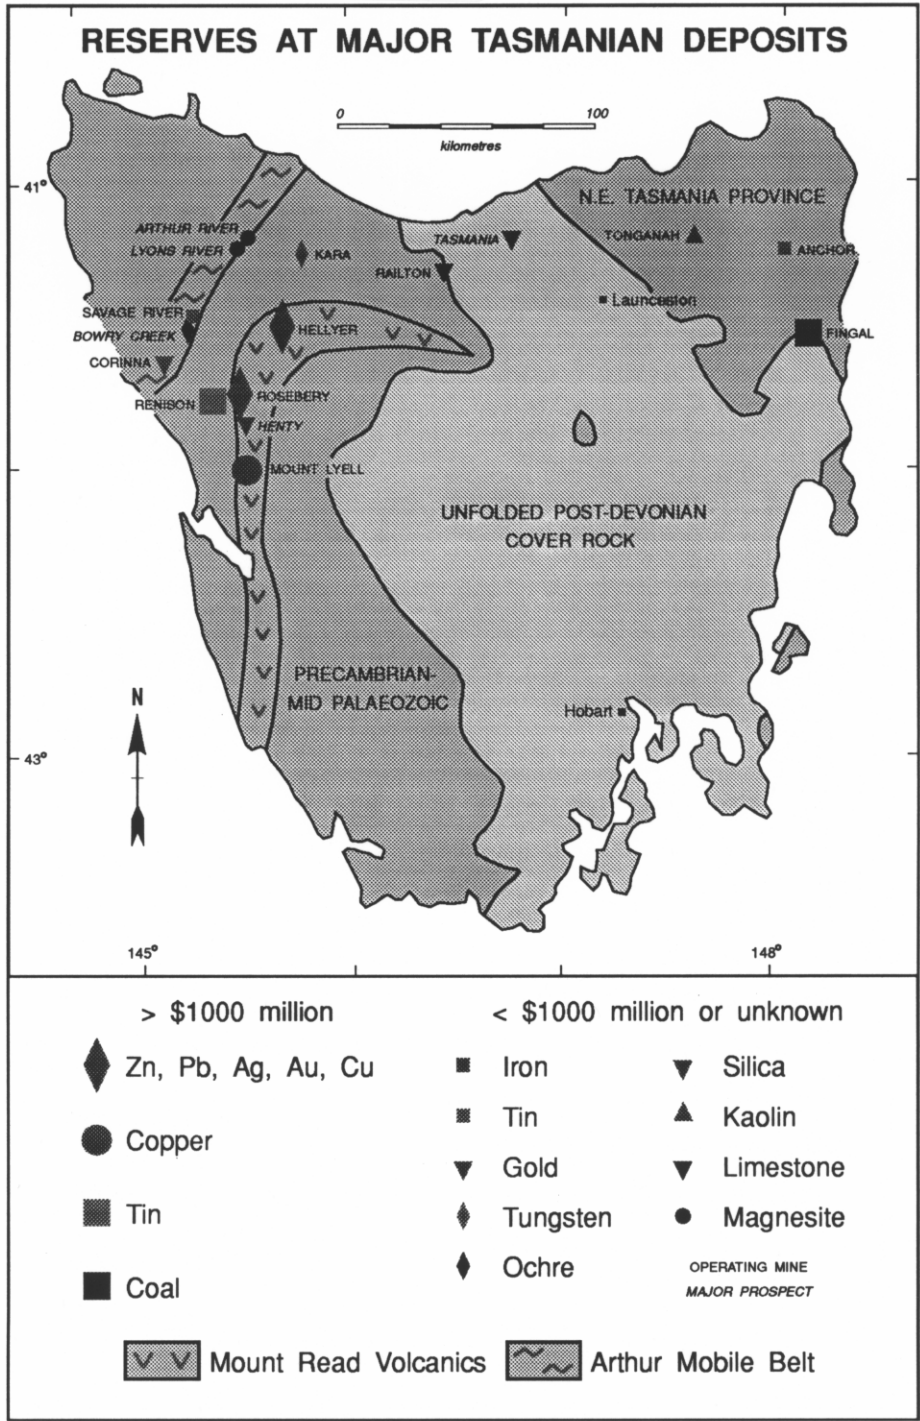 RESERVES AT MAJOR TASMANIAN DEPOSITS
0 100
kilometres
41°
N.E. TASMANIA PROVINCE
ARTHUR RIVER
TASMANIA
TONGANAH
LYONS RIVER
KARA
ANCHOR
RAILTON
Launceston
SAVAGE RIVER
BOWRY CREEK
HELLYER
FINGAL
CORINNA
ROSEBERY
RENISON
HENTY
MOUNT LYELL
UNFOLDED POST-DEVONIAN
COVER ROCK
PRECAMBRIAN-
MID PALAEOZOIC
N
Hobart
43°
145° 148°
> $1000 million
Zn, Pb, Ag, Au, Cu
Copper
Tin
Coal
< $1000 million or unknown
Iron
Tin
Gold
Tungsten
Ochre
Silica
Kaolin
Limestone
Magnesite
OPERATING MINE
MAJOR PROSPECT
Mount Read Volcanics
Arthur Mobile Belt